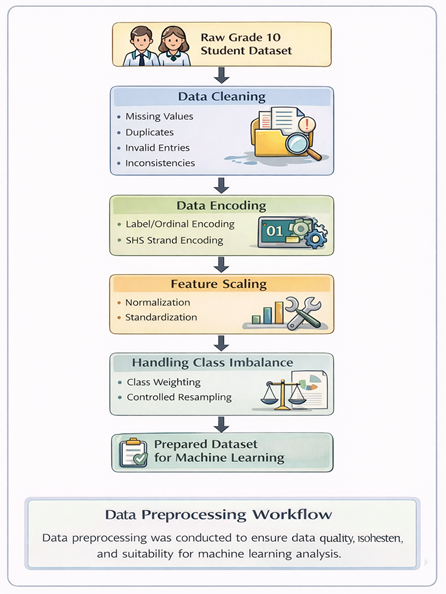 Raw Grade 10
Student Dataset
Data Cleaning
• Missing Values
• Duplicates
• Invalid Entries
• Inconsistencies
Data Encoding
• Label/Ordinal Encoding
• SHS Strand Encoding
01
Feature Scaling
• Normalization
• Standardization
Handling Class Imbalance
• Class Weighting
• Controlled Resampling
Prepared Dataset
for Machine Learning
Data Preprocessing Workflow
Data preprocessing was conducted to ensure data quality, ısohesten,
and suitability for machine learning analysis.